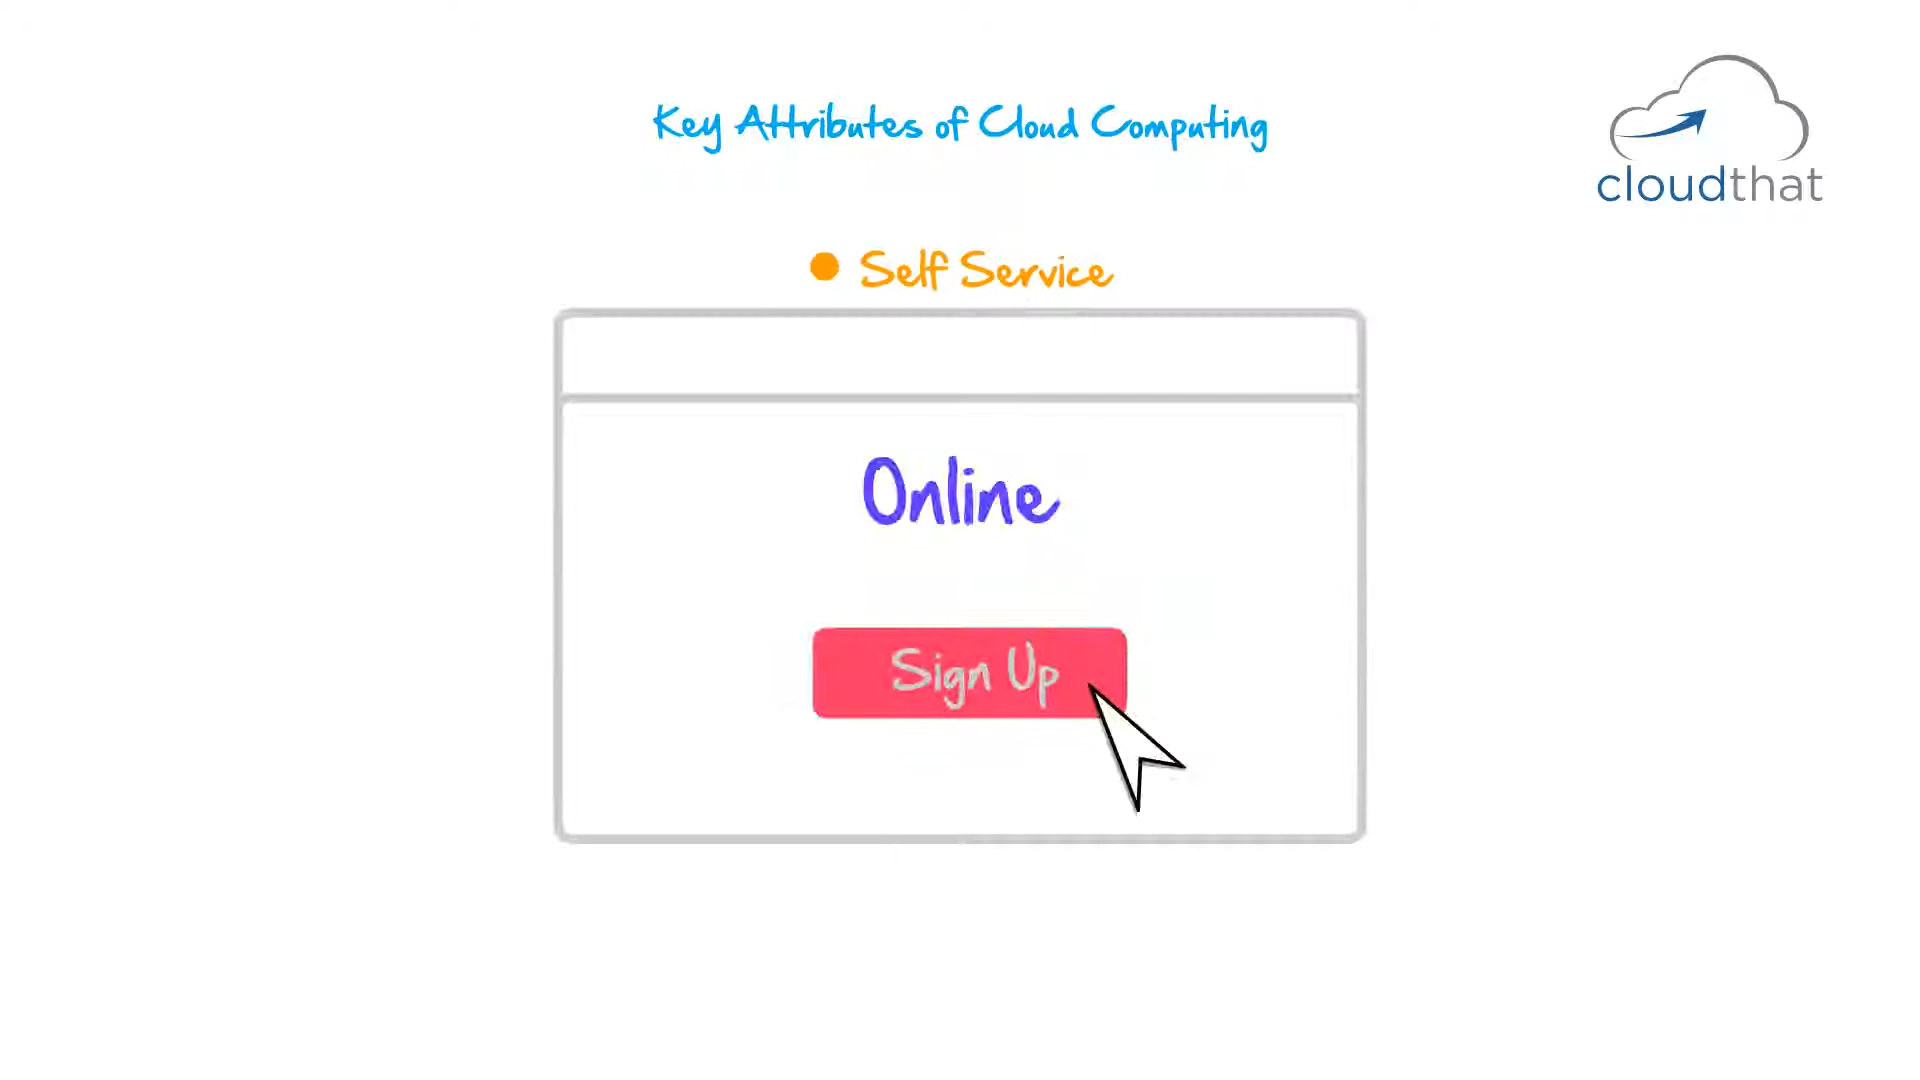 Key Attributes of Cloud Computing
cloudthat
Self Service
Online
Sign Up